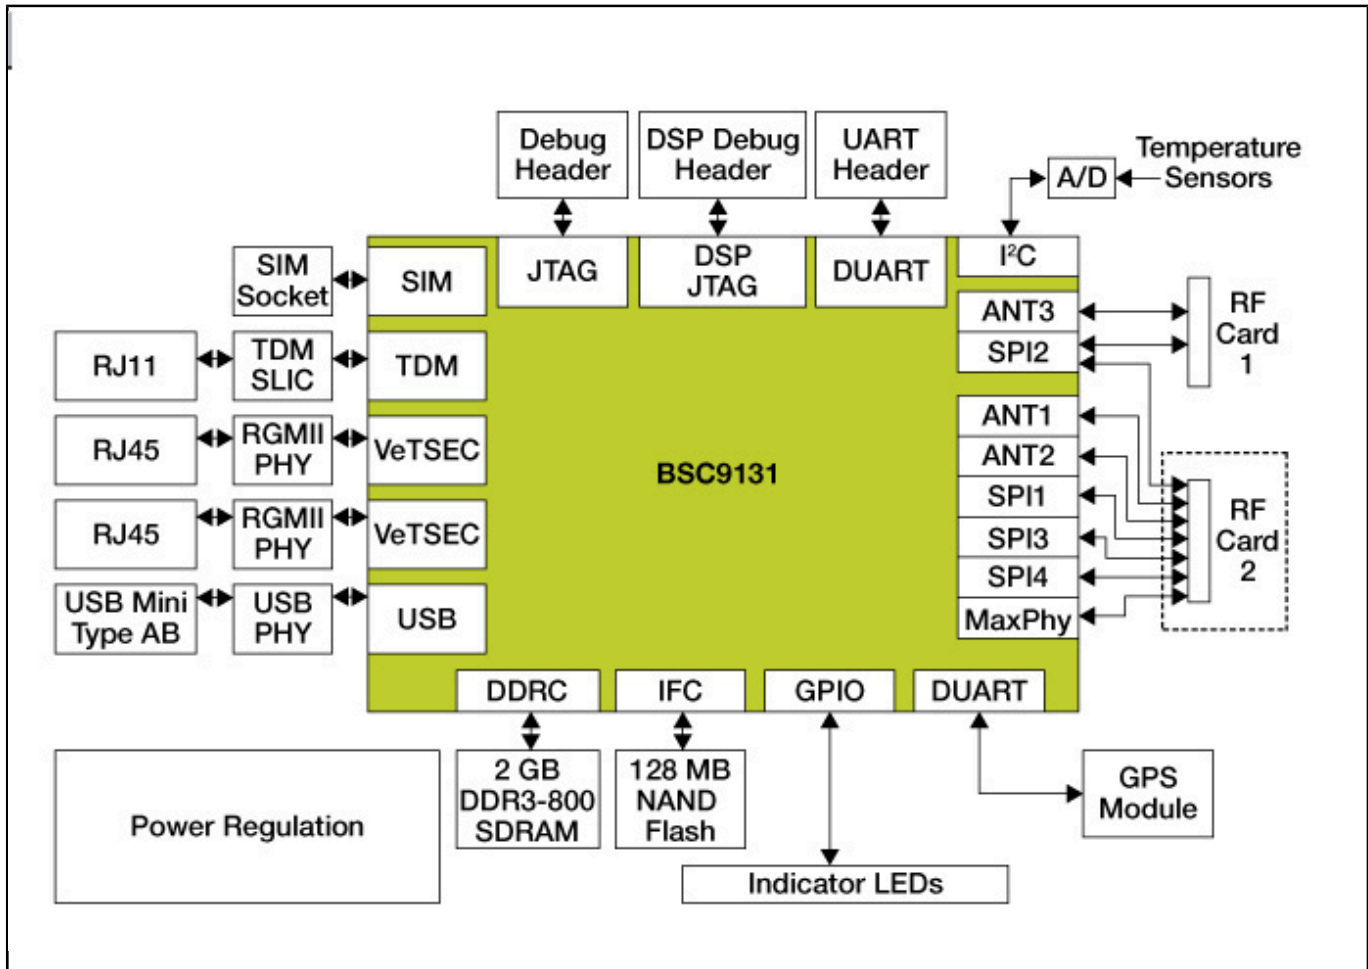 Debug
Header
DSP Debug
Header
UART
Header
Temperature
Sensors
A/D
SIM
Socket
SIM
JTAG
DSP
JTAG
DUART
I²C
ANT3
SPI2
RF
Card
1
RJ11
TDM
SLIC
TDM
RJ45
RGMII
PHY
VeTSEC
BSC9131
ANT1
ANT2
SPI1
SPI3
SPI4
MaxPhy
RF
Card
2
RJ45
RGMII
PHY
VeTSEC
USB Mini
Type AB
USB
PHY
USB
DDRC
IFC
GPIO
DUART
Power Regulation
2 GB
DDR3-800
SDRAM
128 MB
NAND
Flash
GPS
Module
Indicator LEDs